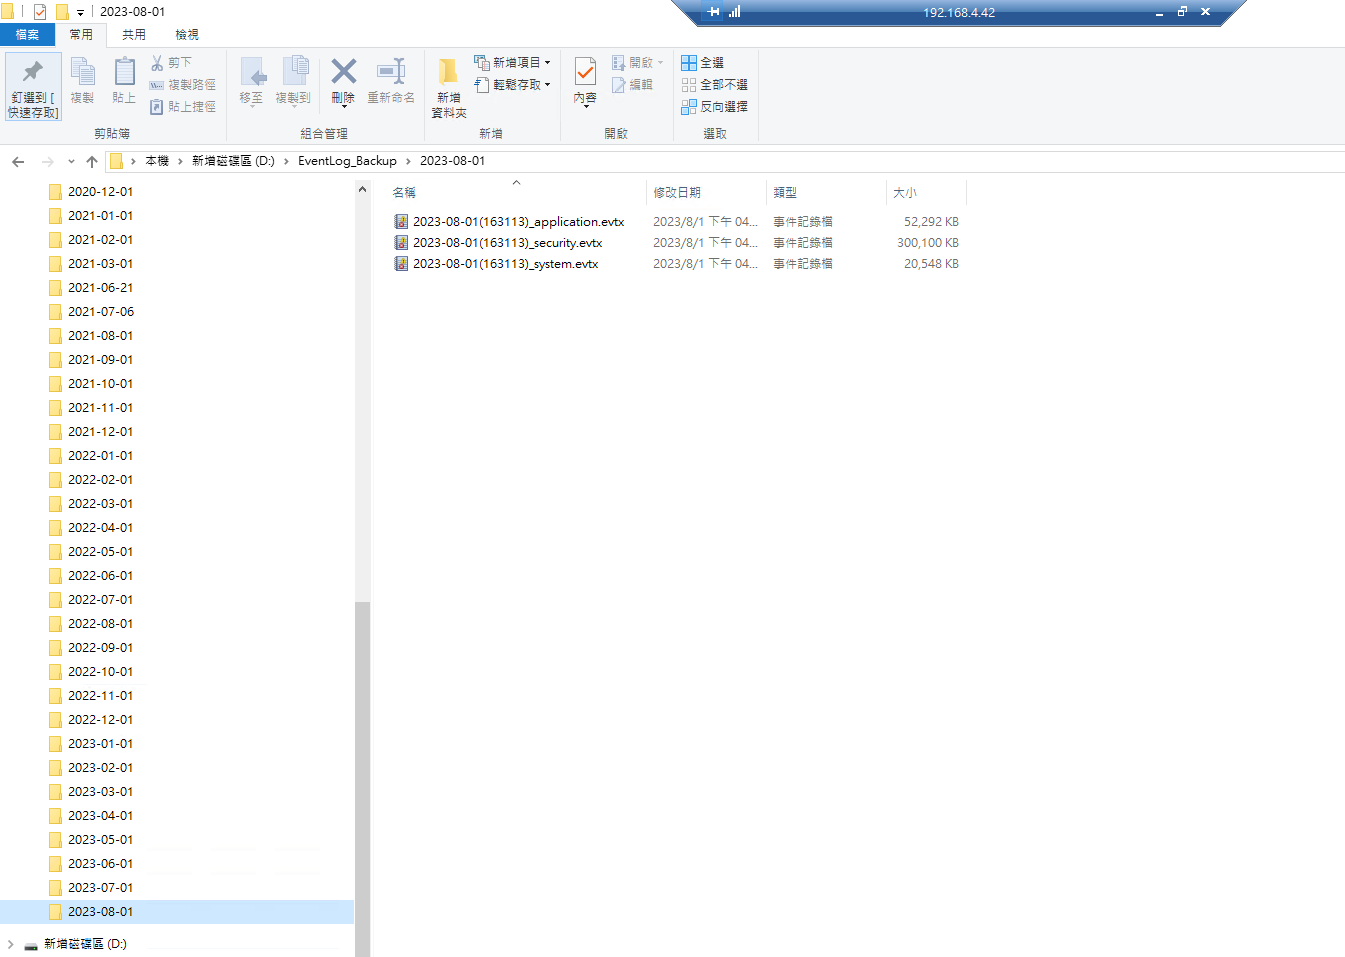 2023-08-01
192.168.4.42
檔案 常用 共用 檢視
釘選到 [
快速存取]
複製
貼上
剪下
複製路徑
貼上捷徑
剪貼簿
移至
複製到
刪除
重新命名
組合管理
新增
資料夾
新增項目
輕鬆存取
新增
內容
開啟
編輯
開啟
全選
全部不選
反向選擇
選取
本機 新增磁碟區 (D:) EventLog_Backup 2023-08-01
2020-12-01
2021-01-01
2021-02-01
2021-03-01
2021-06-21
2021-07-06
2021-08-01
2021-09-01
2021-10-01
2021-11-01
2021-12-01
2022-01-01
2022-02-01
2022-03-01
2022-04-01
2022-05-01
2022-06-01
2022-07-01
2022-08-01
2022-09-01
2022-10-01
2022-11-01
2022-12-01
2023-01-01
2023-02-01
2023-03-01
2023-04-01
2023-05-01
2023-06-01
2023-07-01
2023-08-01
新增磁碟區 (D:)
名稱 修改日期 類型 大小
2023-08-01(163113)_application.evtx 2023/8/1 下午 04... 事件記錄檔 52,292 KB
2023-08-01(163113)_security.evtx 2023/8/1 下午 04... 事件記錄檔 300,100 KB
2023-08-01(163113)_system.evtx 2023/8/1 下午 04... 事件記錄檔 20,548 KB